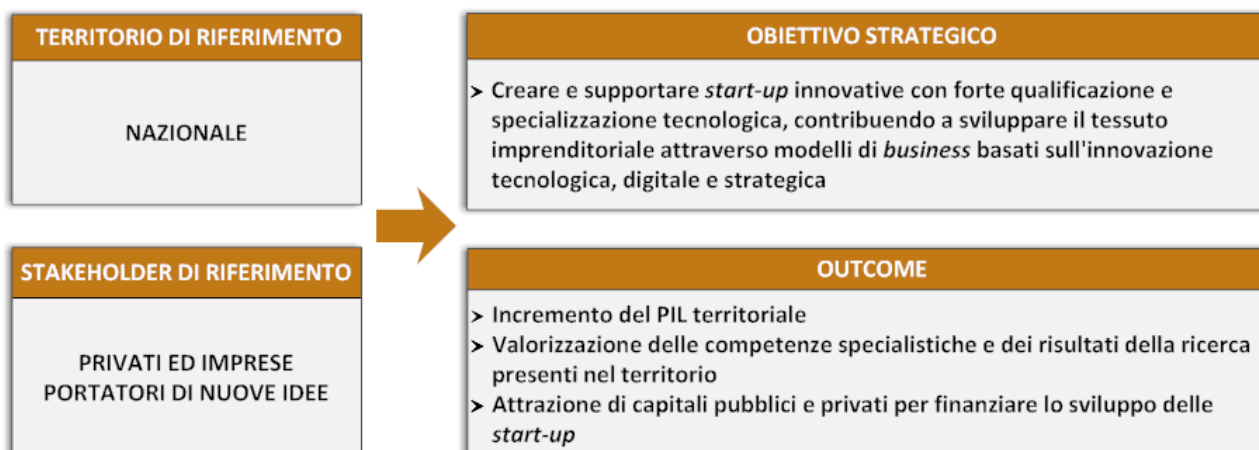 TERRITORIO DI RIFERIMENTO
NAZIONALE
STAKEHOLDER DI RIFERIMENTO
PRIVATI ED IMPRESE
PORTATORI DI NUOVE IDEE
OBIETTIVO STRATEGICO
➤ Creare e supportare start-up innovative con forte qualificazione e
specializzazione tecnologica, contribuendo a sviluppare il tessuto
imprenditoriale attraverso modelli di business basati sull'innovazione
tecnologica, digitale e strategica
OUTCOME
➤ Incremento del PIL territoriale
➤ Valorizzazione delle competenze specialistiche e dei risultati della ricerca
presenti nel territorio
➤ Attrazione di capitali pubblici e privati per finanziare lo sviluppo delle
start-up